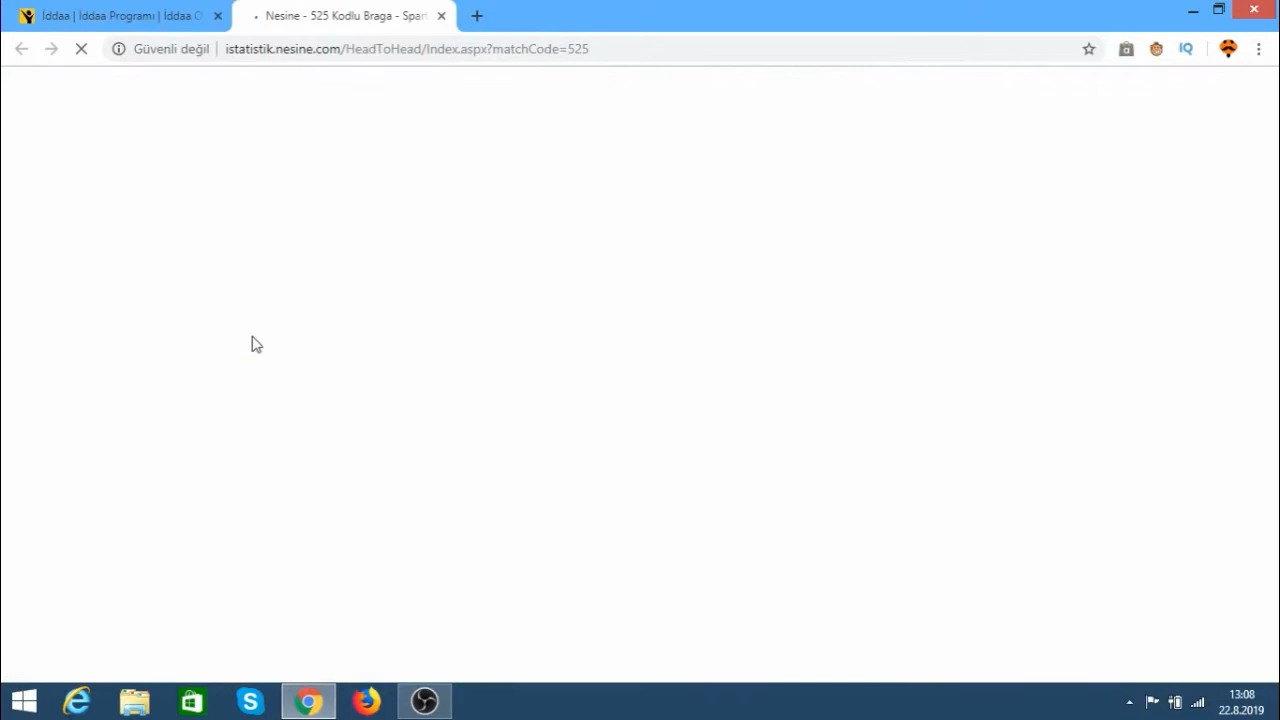 İddaa | İddaa Programı | İddaa O
Nesine - 525 Kodlu Braga - Spart
Güvenli değil
istatistik.nesine.com/HeadToHead/Index.aspx?matchCode=525
IQ
13:08
22.8.2019